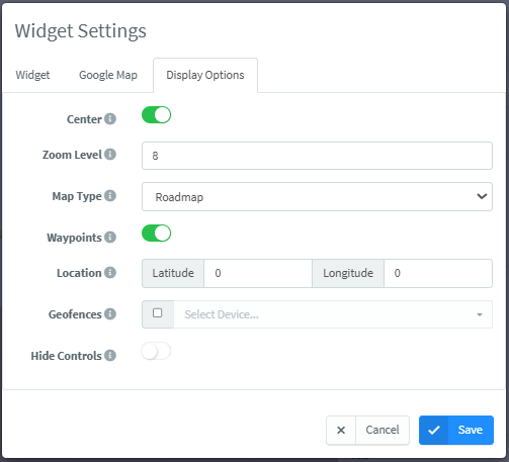 Widget Settings
Widget Google Map Display Options
Center
Zoom Level 8
Map Type Roadmap
Waypoints
Location Latitude 0 Longitude 0
Geofences Select Device...
Hide Controls
Cancel Save